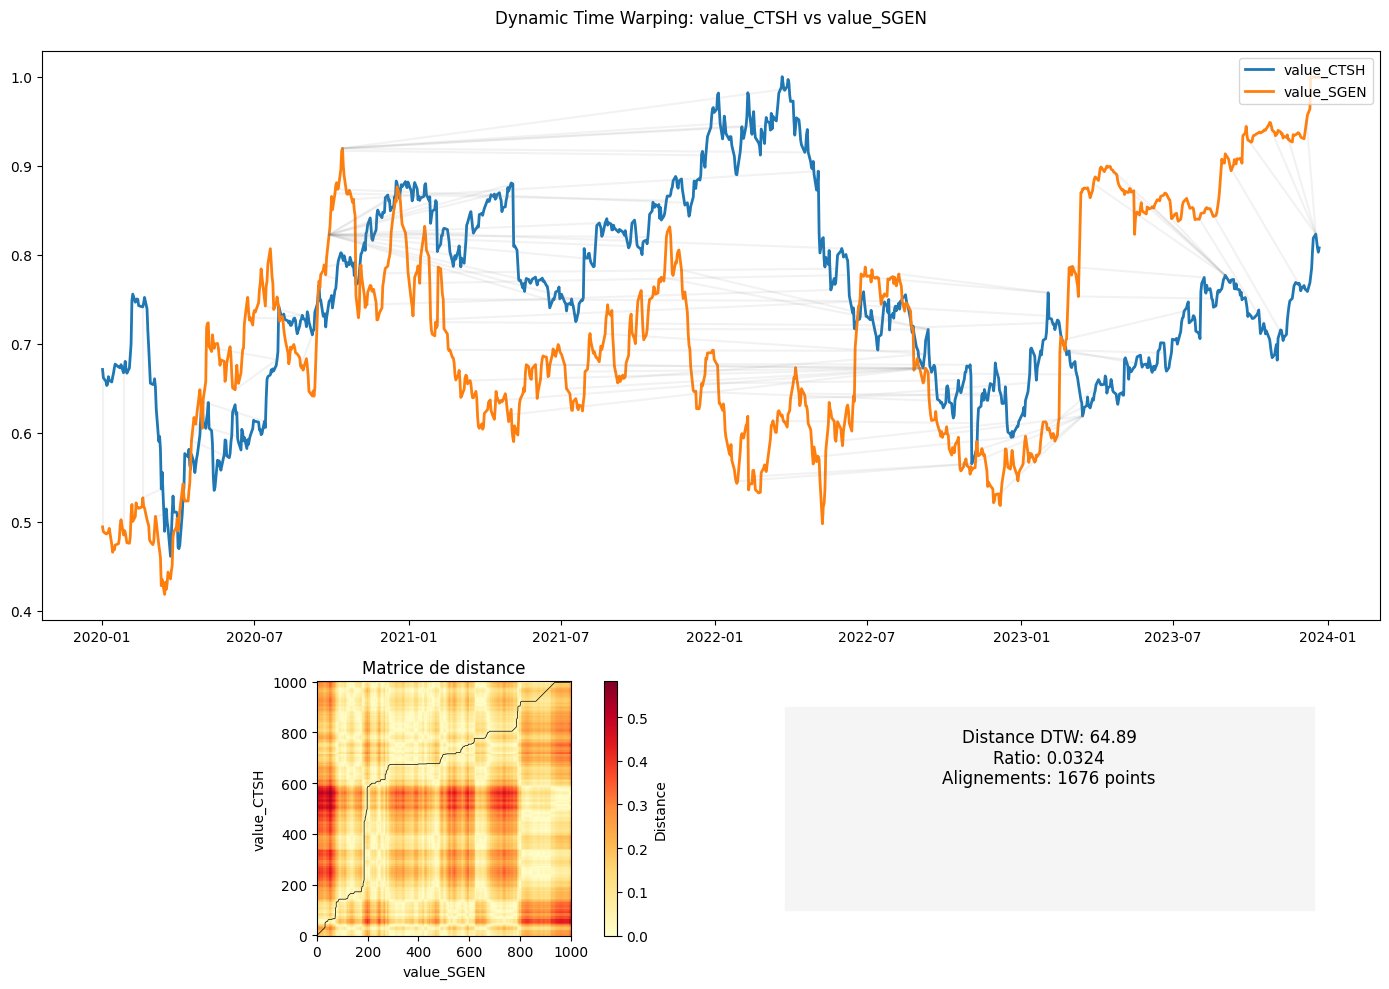 Dynamic Time Warping: value_CTSH vs value_SGEN
1.0
0.9
0.8
0.7
0.6
0.5
0.4
value_CTSH
value_SGEN
2020-01 2020-07 2021-01 2021-07 2022-01 2022-07 2023-01 2023-07 2024-01
Matrice de distance
1000
800
600
400
200
0
value_CTSH
0 200 400 600 800 1000
value_SGEN
0.5
0.4
0.3
0.2
0.1
0.0
Distance
Distance DTW: 64.89
Ratio: 0.0324
Alignements: 1676 points